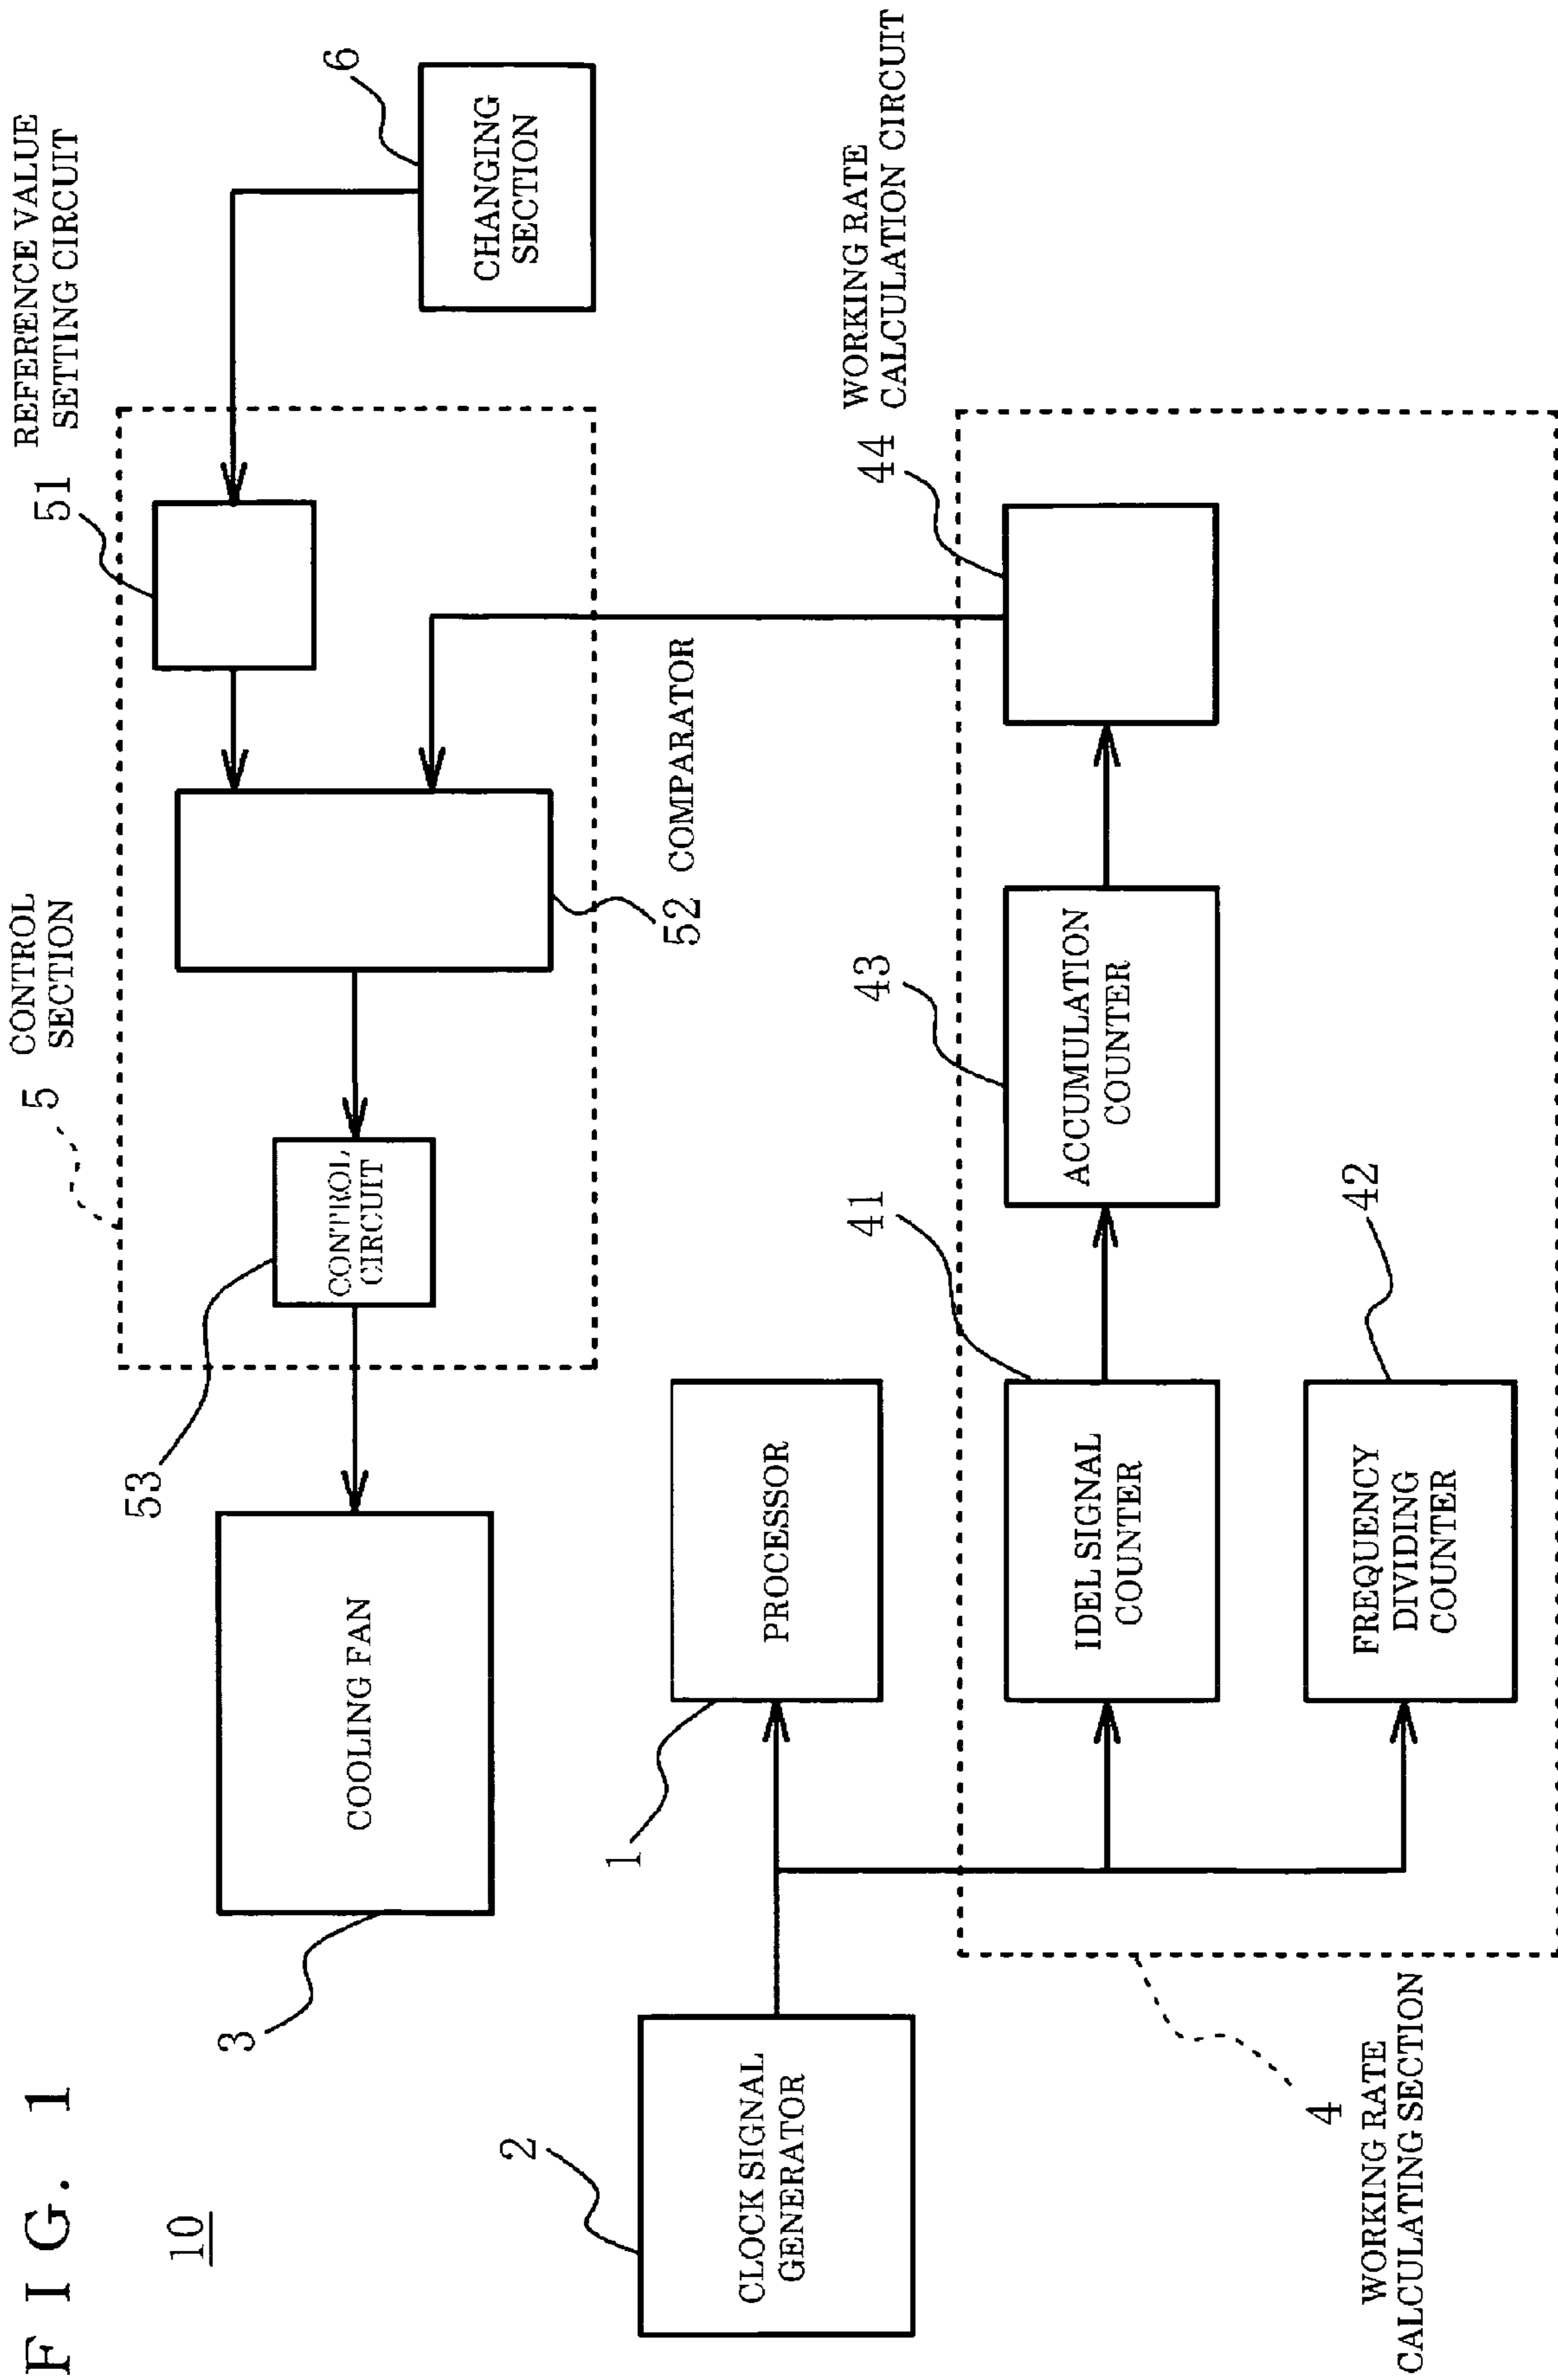 FIG. 1
10
3
COOLING FAN
53
CONTROL
CIRCUIT
5
CONTROL
SECTION
52
COMPARATOR
51
REFERENCE VALUE
SETTING CIRCUIT
6
CHANGING
SECTION
2
CLOCK SIGNAL
GENERATOR
1
PROCESSOR
4
WORKING RATE
CALCULATING SECTION
41
IDEL SIGNAL
COUNTER
42
FREQUENCY
DIVIDING
COUNTER
43
ACCUMULATION
COUNTER
44
WORKING RATE
CALCULATION CIRCUIT